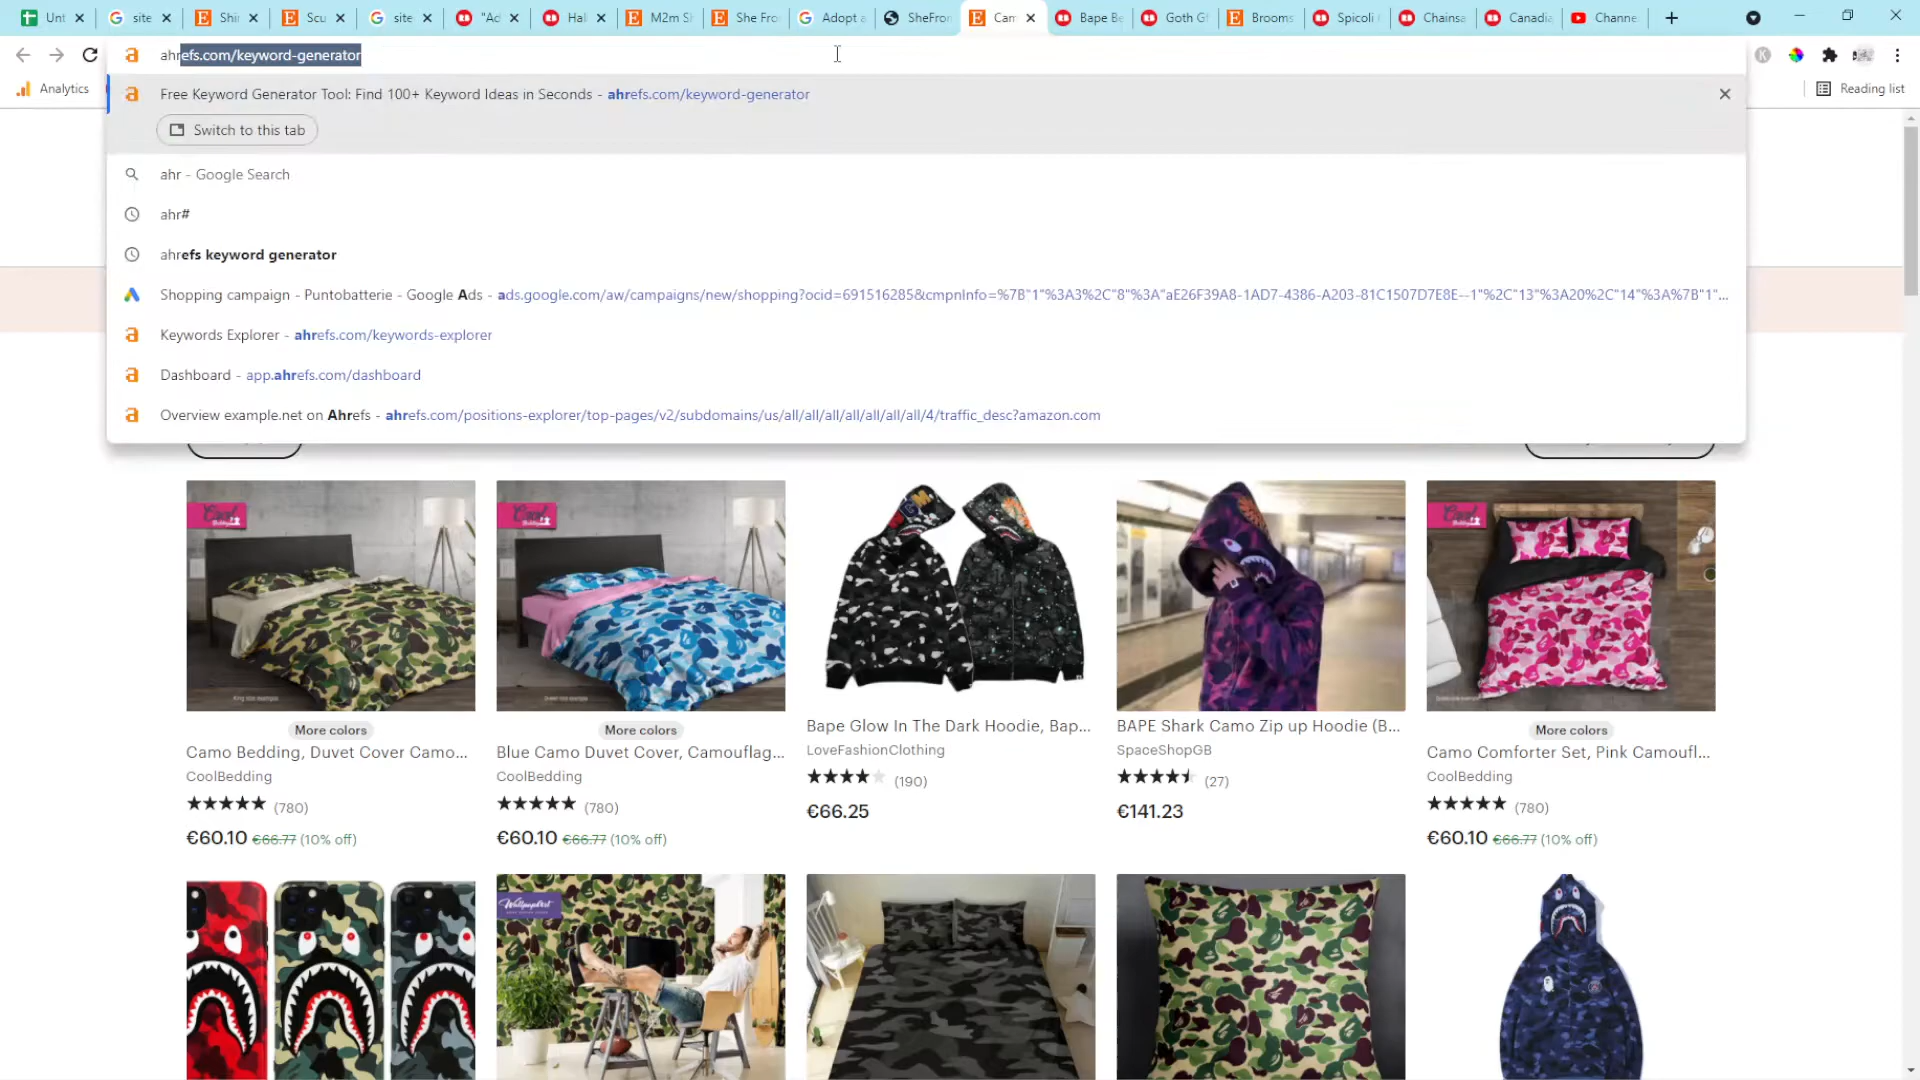 Unt
site
Shir
Scu
site
"Ad
Hal
M2m Sh
She Fro
Adopt a
SheFron
Cam
Bape Be
Goth Gi
Brooms
Spicoli
Chainsa
Canadia
Channe
ahrefs.com/keyword-generator
Analytics
Reading list
Free Keyword Generator Tool: Find 100+ Keyword Ideas in Seconds - ahrefs.com/keyword-generator
Switch to this tab
ahr - Google Search
ahr#
ahrefs keyword generator
Shopping campaign - Puntobatterie - Google Ads - ads.google.com/aw/campaigns/new/shopping?ocid=691516285&cmpnInfo=%7B"1"%3A3%2C"8"%3A"aE26F39A8-1AD7-4386-A203-81C1507D7E8E--1"%2C"13"%3A20%2C"14"%3A%7B"1"...
Keywords Explorer - ahrefs.com/keywords-explorer
Dashboard - app.ahrefs.com/dashboard
Overview example.net on Ahrefs - ahrefs.com/positions-explorer/top-pages/v2/subdomains/us/all/all/all/all/all/all/all/4/traffic_desc?amazon.com
More colors
Camo Bedding, Duvet Cover Camo...
CoolBedding
(780)
€60.10 €66.77 (10% off)
More colors
Blue Camo Duvet Cover, Camouflag...
CoolBedding
(780)
€60.10 €66.77 (10% off)
Bape Glow In The Dark Hoodie, Bap...
LoveFashionClothing
(190)
€66.25
BAPE Shark Camo Zip up Hoodie (B...
SpaceShopGB
(27)
€141.23
More colors
Camo Comforter Set, Pink Camoufl...
CoolBedding
(780)
€60.10 €66.77 (10% off)